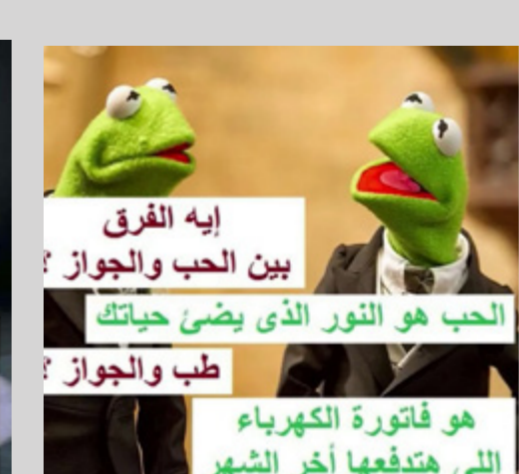 إيه الفرق
بين الحب والجواز ؟
الحب هو النور الذى يضئ حياتك
طب والجواز ؟
هو فاتورة الكهرباء
اللى هتدفعها أخر الشهر